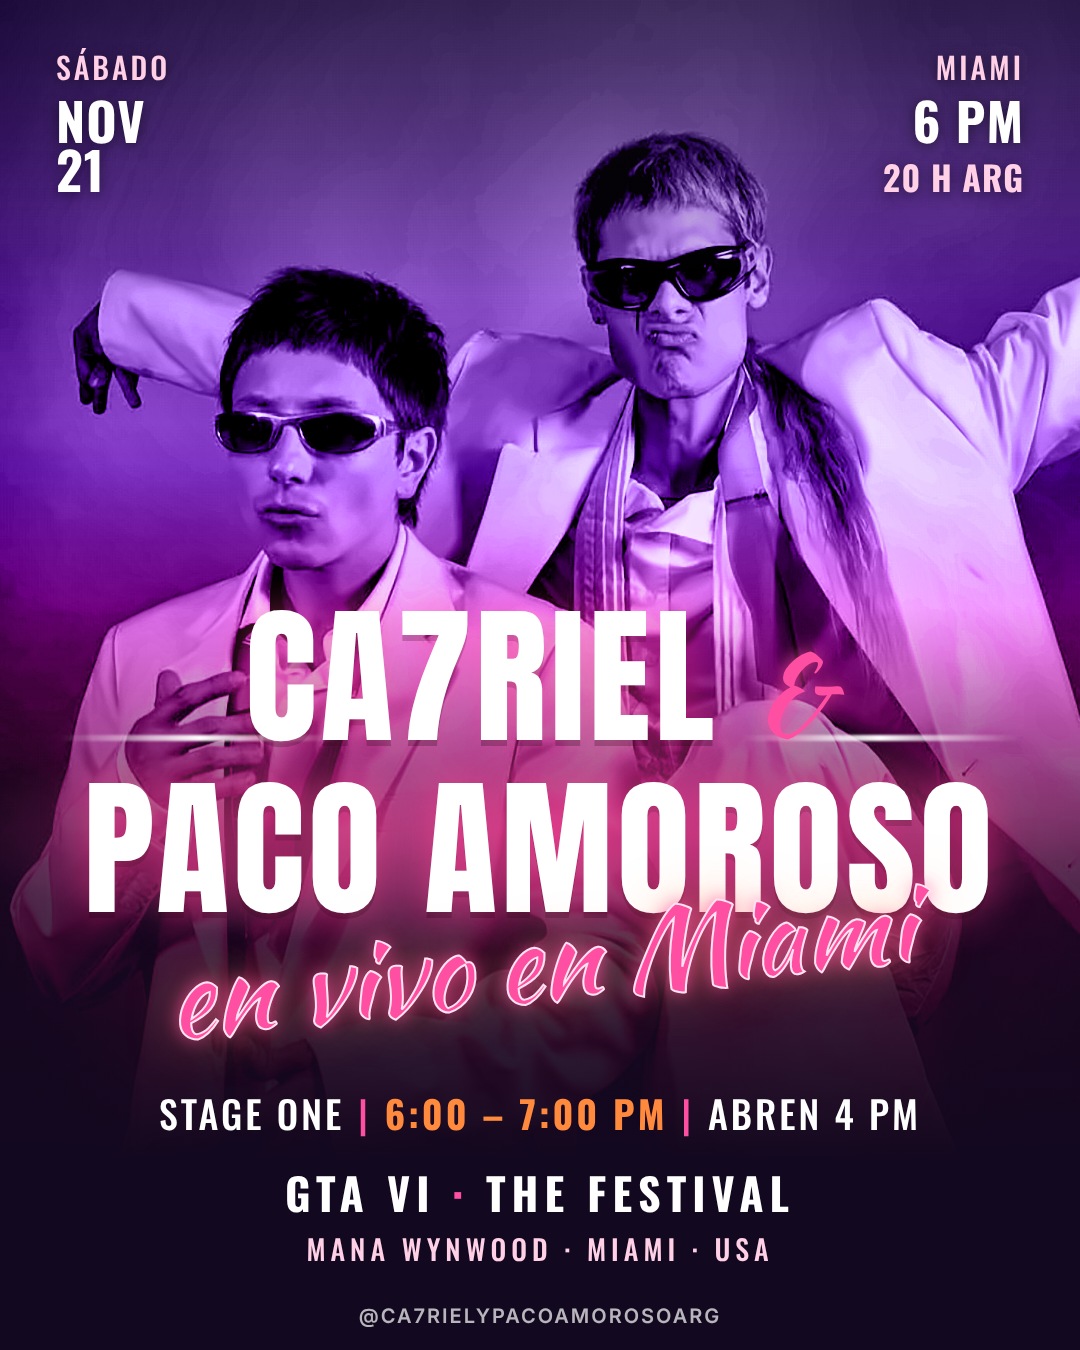 SÁBADO
NOV
21
MIAMI
6 PM
20 H ARG
CA7RIEL &
PACO AMOROSO
en vivo en Miami
STAGE ONE | 6:00 – 7:00 PM | ABREN 4 PM
GTA VI · THE FESTIVAL
MANA WYNWOOD · MIAMI · USA
@CA7RIELYPACOAMOROSOARG